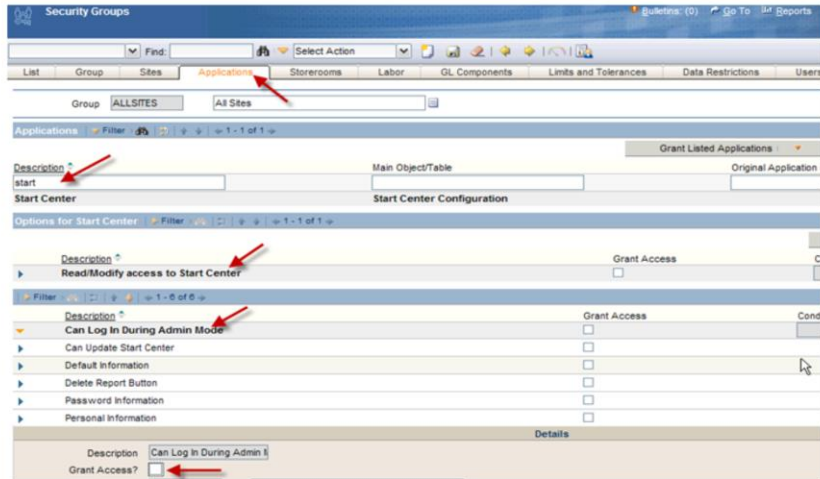 Security Groups
Bulletins: (0) Go To Reports
Find: Select Action
List Group Sites Applications Storerooms Labor GL Components Limits and Tolerances Data Restrictions Users
Group ALLSITES All Sites
Applications Filter 1 - 1 of 1
Grant Listed Applications
Description Main Object/Table Original Application
start
Start Center Start Center Configuration
Options for Start Center Filter 1 - 1 of 1
Description Grant Access C
Read/Modify access to Start Center
Filter 1 - 6 of 6
Description Grant Access Cond
Can Log In During Admin Mode
Can Update Start Center
Default Information
Delete Report Button
Password Information
Personal Information
Details
Description Can Log In During Admin M
Grant Access?